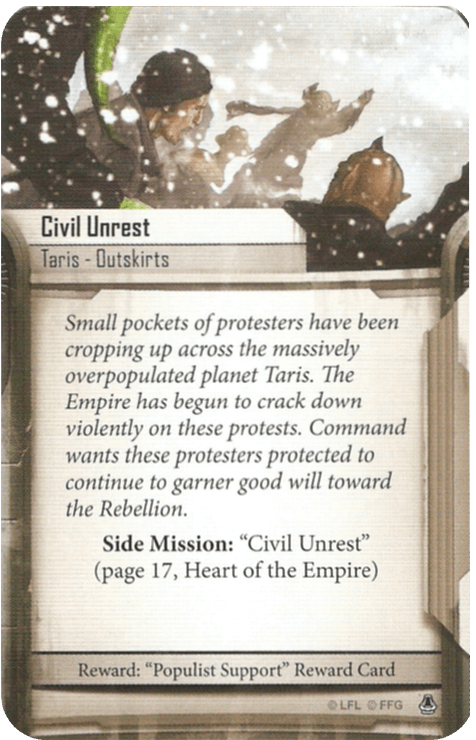 Civil Unrest
Taris - Outskirts
Small pockets of protesters have been
cropping up across the massively
overpopulated planet Taris. The
Empire has begun to crack down
violently on these protests. Command
wants these protesters protected to
continue to garner good will toward
the Rebellion.
Side Mission: “Civil Unrest”
(page 17, Heart of the Empire)
Reward: “Populist Support” Reward Card
© LFL © FFG